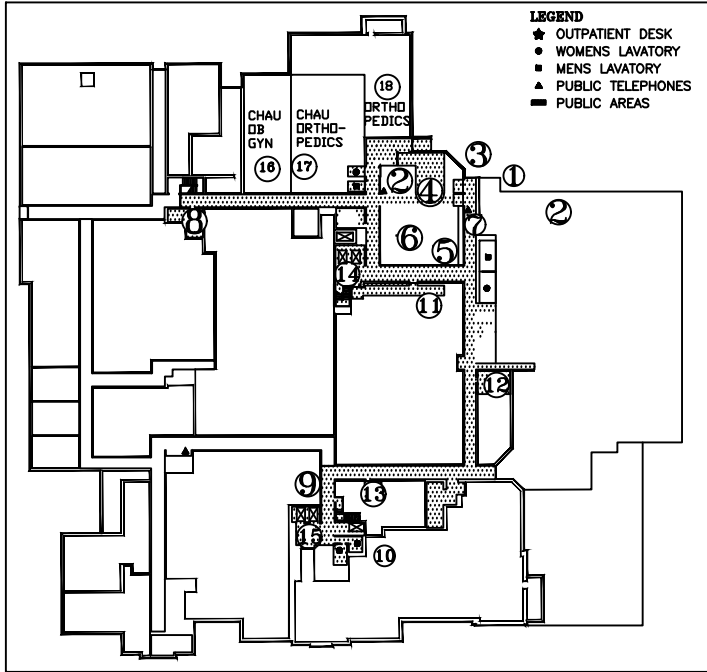 LEGEND
OUTPATIENT DESK
WOMENS LAVATORY
MENS LAVATORY
PUBLIC TELEPHONES
PUBLIC AREAS
18
ORTHO
PEDICS
CHAU
OB
GYN
16
CHAU
ORTHO-
PEDICS
17
3
1
2
4
2
7
8
6
5
14
11
12
9
13
15
10